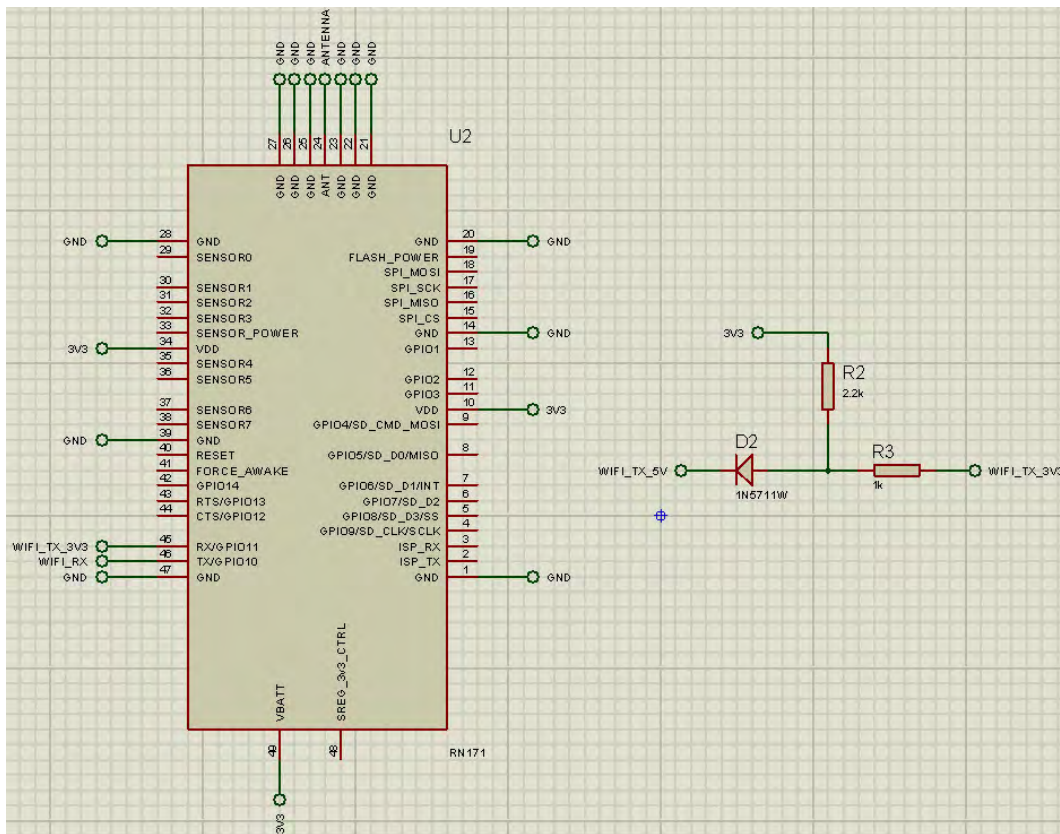 GND
GND
GND
ANTENNA
GND
GND
GND
27
26
25
24
23
22
21
U2
GND
GND
GND
ANT
GND
GND
GND
GND 28 GND
29 SENSOR0
30 SENSOR1
31 SENSOR2
32 SENSOR3
33 SENSOR_POWER
3V3 34 VDD
35 SENSOR4
36 SENSOR5
37 SENSOR6
38 SENSOR7
GND 39 GND
40 RESET
41 FORCE_AWAKE
42 GPIO14
43 RTS/GPIO13
44 CTS/GPIO12
WIFI_TX_3V3 45 RX/GPIO11
WIFI_RX 46 TX/GPIO10
GND 47 GND
GND 20 GND
FLASH_POWER 19
SPI_MOSI 18
SPI_SCK 17
SPI_MISO 16
SPI_CS 15
GND 14 GND
GPIO1 13
GPIO2 12
GPIO3 11
VDD 10 3V3
GPIO4/SD_CMD_MOSI 9
GPIO5/SD_D0/MISO 8
GPIO6/SD_D1/INT 7
GPIO7/SD_D2 6
GPIO8/SD_D3/SS 5
GPIO9/SD_CLK/SCLK 4
ISP_RX 3
ISP_TX 2
GND 1 GND
VBATT
SREG_3v3_CTRL
49
48
RN171
3V3
3V3
R2
2.2k
D2
WIFI_TX_5V
1N5711W
R3
1k
WIFI_TX_3V3